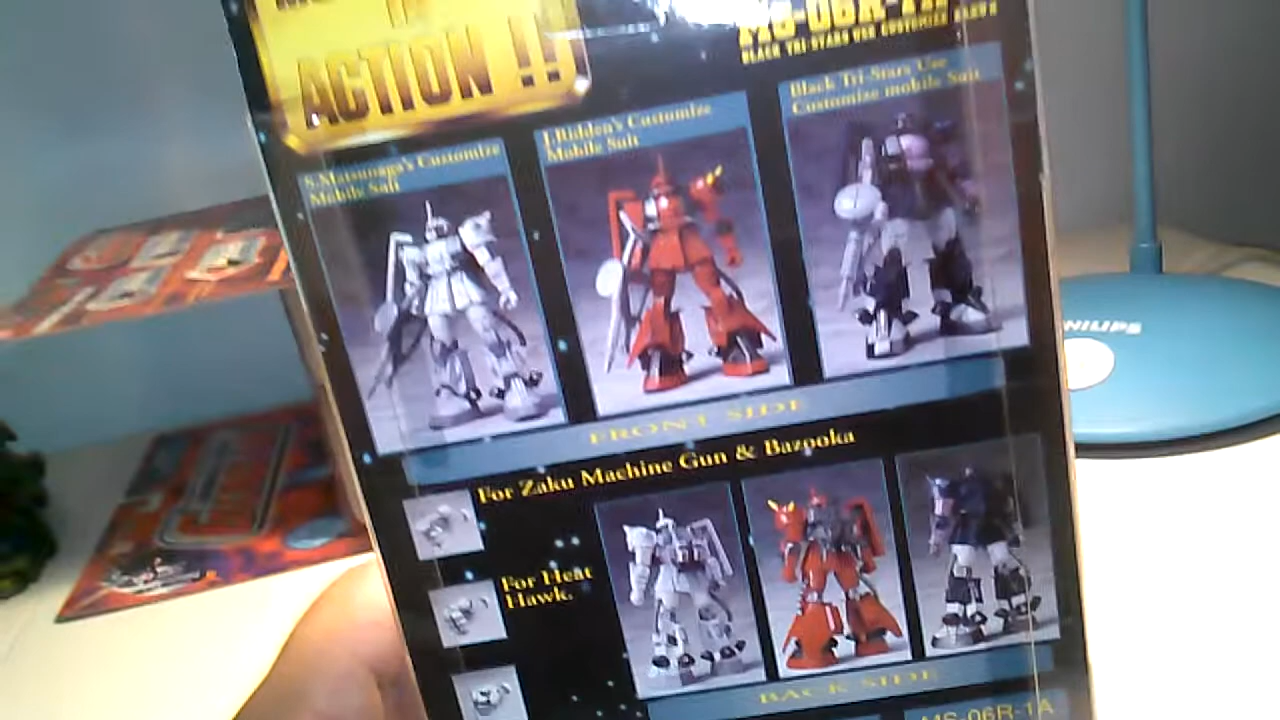 ACTION !!
BLACK TRI-STARS USE CUSTOMIZE
S.Matsunaga's Customize
Mobile Suit
J.Ridden's Customize
Mobile Suit
Black Tri-Stars Use
Customize mobile Suit
FRONT SIDE
For Zaku Machine Gun & Bazooka
For Heat
Hawk.
BACK SIDE
MS-06R-1A
PHILIPS